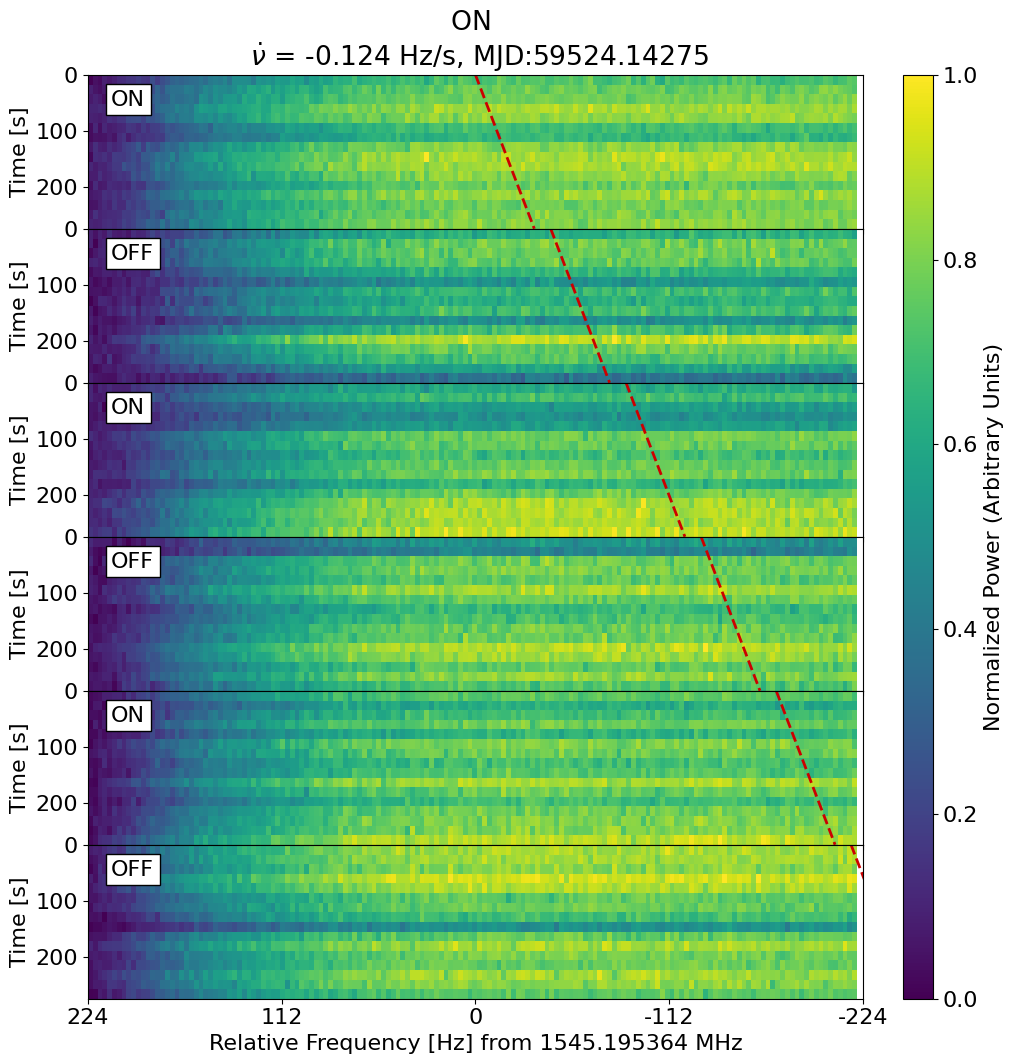 ON
ν̇ = -0.124 Hz/s, MJD:59524.14275
0
ON
100
Time [s]
200
0
OFF
100
Time [s]
200
0
ON
100
Time [s]
200
0
OFF
100
Time [s]
200
0
ON
100
Time [s]
200
0
OFF
100
Time [s]
200
224 112 0 -112 -224
Relative Frequency [Hz] from 1545.195364 MHz
1.0
0.8
0.6
0.4
0.2
0.0
Normalized Power (Arbitrary Units)